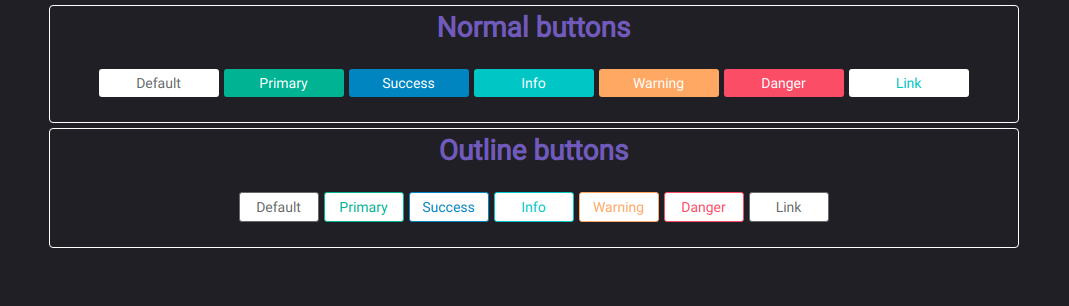 Normal buttons
Default Primary Success Info Warning Danger Link
Outline buttons
Default Primary Success Info Warning Danger Link